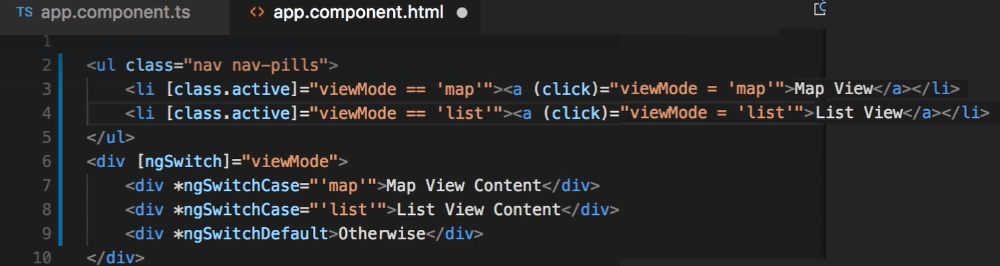 TS app.component.ts <> app.component.html
1
2 <ul class="nav nav-pills">
3     <li [class.active]="viewMode == 'map'"><a (click)="viewMode = 'map'">Map View</a></li>
4     <li [class.active]="viewMode == 'list'"><a (click)="viewMode = 'list'">List View</a></li>
5 </ul>
6 <div [ngSwitch]="viewMode">
7     <div *ngSwitchCase="'map'">Map View Content</div>
8     <div *ngSwitchCase="'list'">List View Content</div>
9     <div *ngSwitchDefault>Otherwise</div>
10 </div>